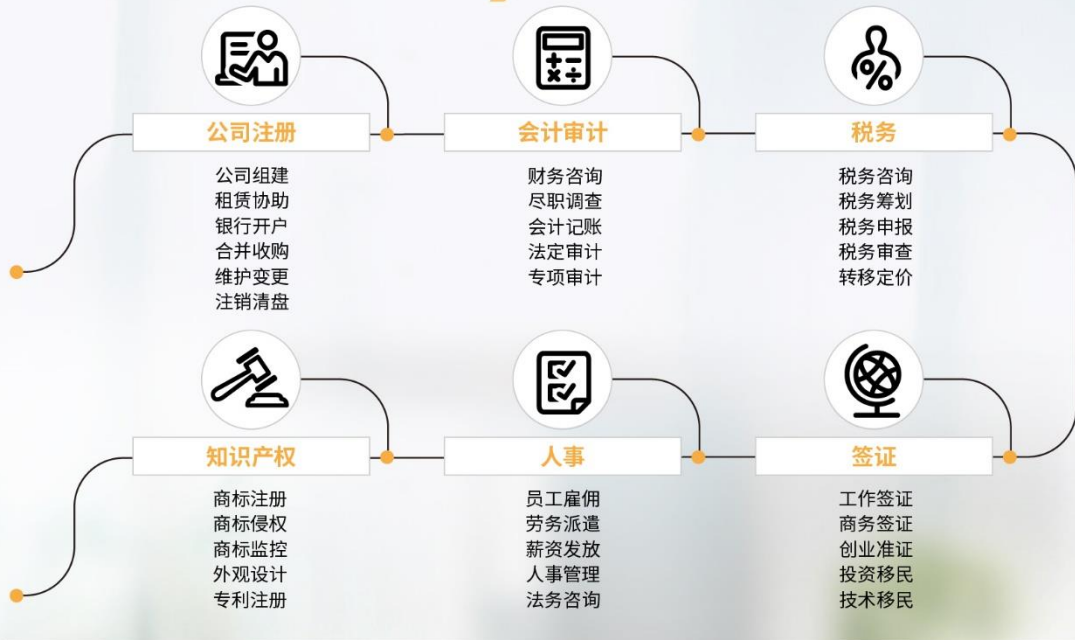 公司注册
公司组建
租赁协助
银行开户
合并收购
维护变更
注销清盘
会计审计
财务咨询
尽职调查
会计记账
法定审计
专项审计
税务
税务咨询
税务筹划
税务申报
税务审查
转移定价
知识产权
商标注册
商标侵权
商标监控
外观设计
专利注册
人事
员工雇佣
劳务派遣
薪资发放
人事管理
法务咨询
签证
工作签证
商务签证
创业准证
投资移民
技术移民